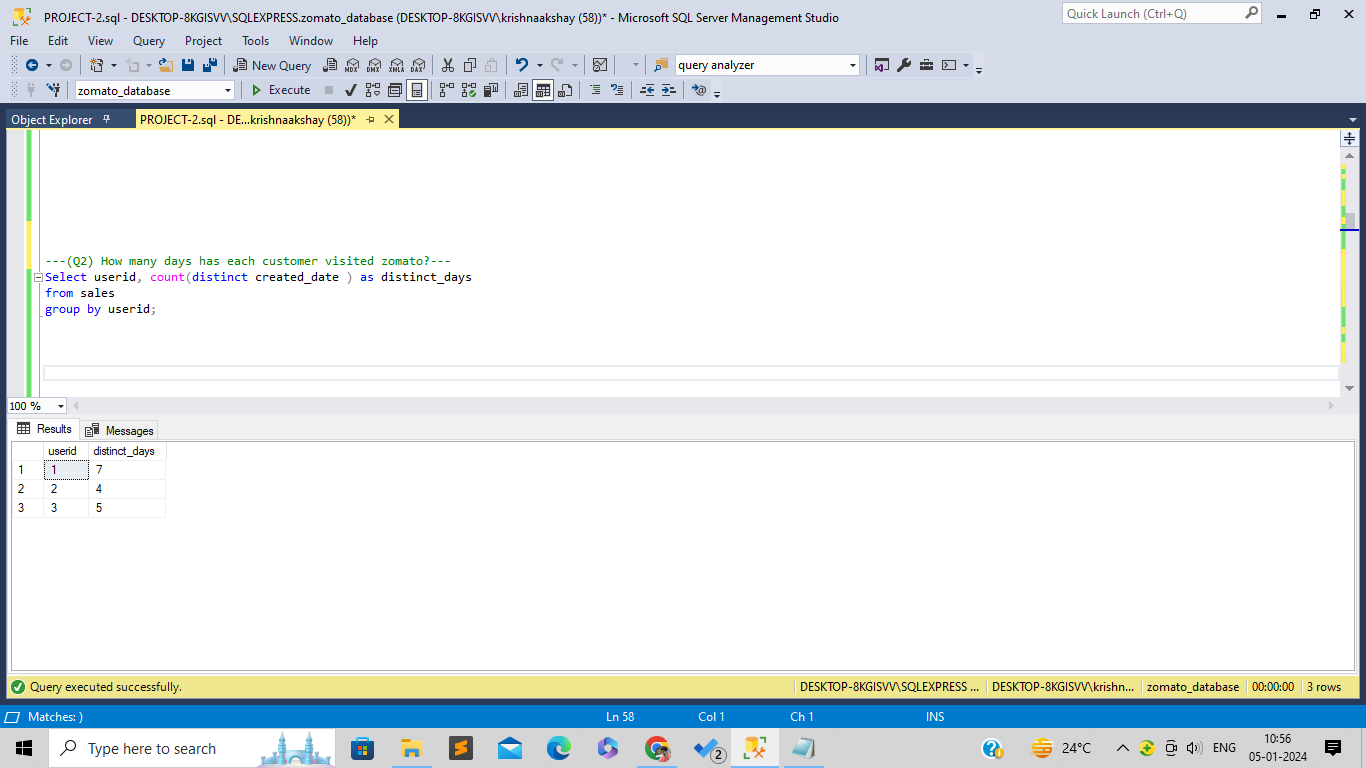 PROJECT-2.sql - DESKTOP-8KGISVV\SQLEXPRESS.zomato_database (DESKTOP-8KGISVV\krishnaakshay (58))* - Microsoft SQL Server Management Studio
Quick Launch (Ctrl+Q)
File Edit View Query Project Tools Window Help
New Query MDX DMX XMLA DAX query analyzer
zomato_database Execute
Object Explorer PROJECT-2.sql - DE...krishnaakshay (58))*
---(Q2) How many days has each customer visited zomato?---
Select userid, count(distinct created_date ) as distinct_days
from sales
group by userid;
100 %
Results Messages
userid distinct_days
1 1 7
2 2 4
3 3 5
Query executed successfully. DESKTOP-8KGISVV\SQLEXPRESS ... DESKTOP-8KGISVV\krishn... zomato_database 00:00:00 3 rows
Matches: ) Ln 58 Col 1 Ch 1 INS
Type here to search 2 24°C ENG 10:56
05-01-2024